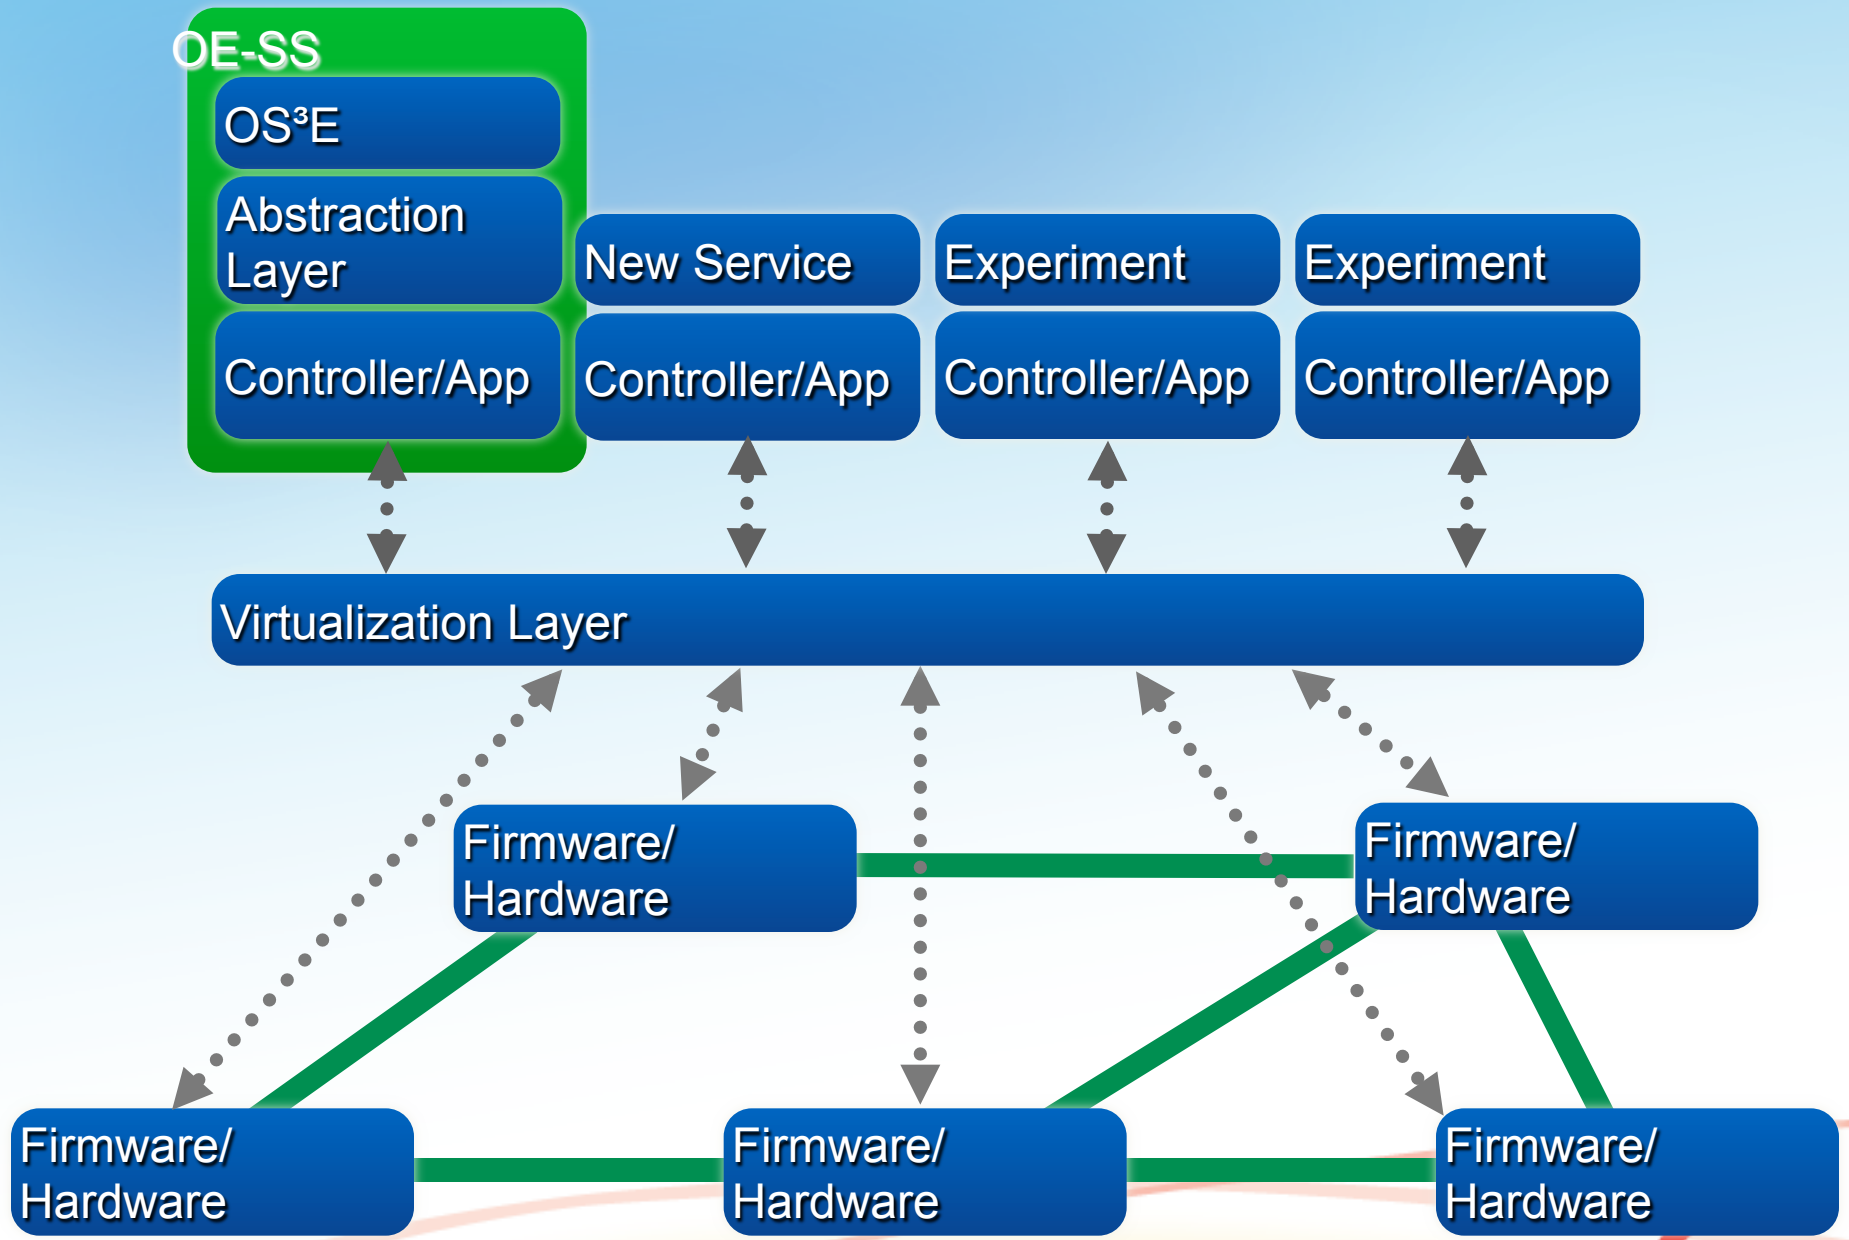 OE-SS
OS³E
Abstraction
Layer
New Service
Experiment
Experiment
Controller/App
Controller/App
Controller/App
Controller/App
Virtualization Layer
Firmware/
Hardware
Firmware/
Hardware
Firmware/
Hardware
Firmware/
Hardware
Firmware/
Hardware